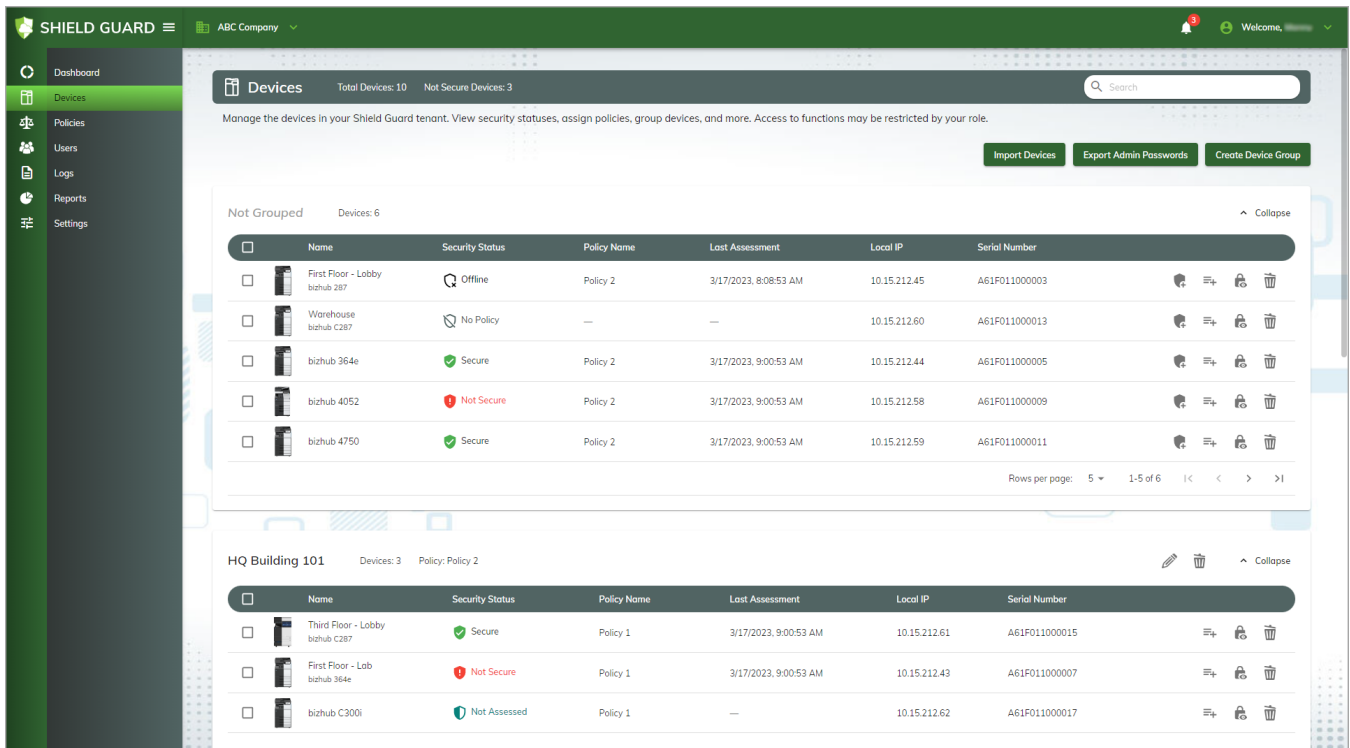 SHIELD GUARD
ABC Company
3
Welcome,
Dashboard
Devices
Policies
Users
Logs
Reports
Settings
Devices Total Devices: 10 Not Secure Devices: 3 Search
Manage the devices in your Shield Guard tenant. View security statuses, assign policies, group devices, and more. Access to functions may be restricted by your role.
Import Devices Export Admin Passwords Create Device Group
Not Grouped Devices: 6 Collapse
Name Security Status Policy Name Last Assessment Local IP Serial Number
First Floor - Lobby
bizhub 287 Offline Policy 2 3/17/2023, 8:08:53 AM 10.15.212.45 A61F011000003
Warehouse
bizhub C287 No Policy — — 10.15.212.60 A61F011000013
bizhub 364e Secure Policy 2 3/17/2023, 9:00:53 AM 10.15.212.44 A61F011000005
bizhub 4052 Not Secure Policy 2 3/17/2023, 9:00:53 AM 10.15.212.58 A61F011000009
bizhub 4750 Secure Policy 2 3/17/2023, 9:00:53 AM 10.15.212.59 A61F011000011
Rows per page: 5 1-5 of 6
HQ Building 101 Devices: 3 Policy: Policy 2 Collapse
Name Security Status Policy Name Last Assessment Local IP Serial Number
Third Floor - Lobby
bizhub C287 Secure Policy 1 3/17/2023, 9:00:53 AM 10.15.212.61 A61F011000015
First Floor - Lab
bizhub 364e Not Secure Policy 1 3/17/2023, 9:00:53 AM 10.15.212.43 A61F011000007
bizhub C300i Not Assessed Policy 1 — 10.15.212.62 A61F011000017